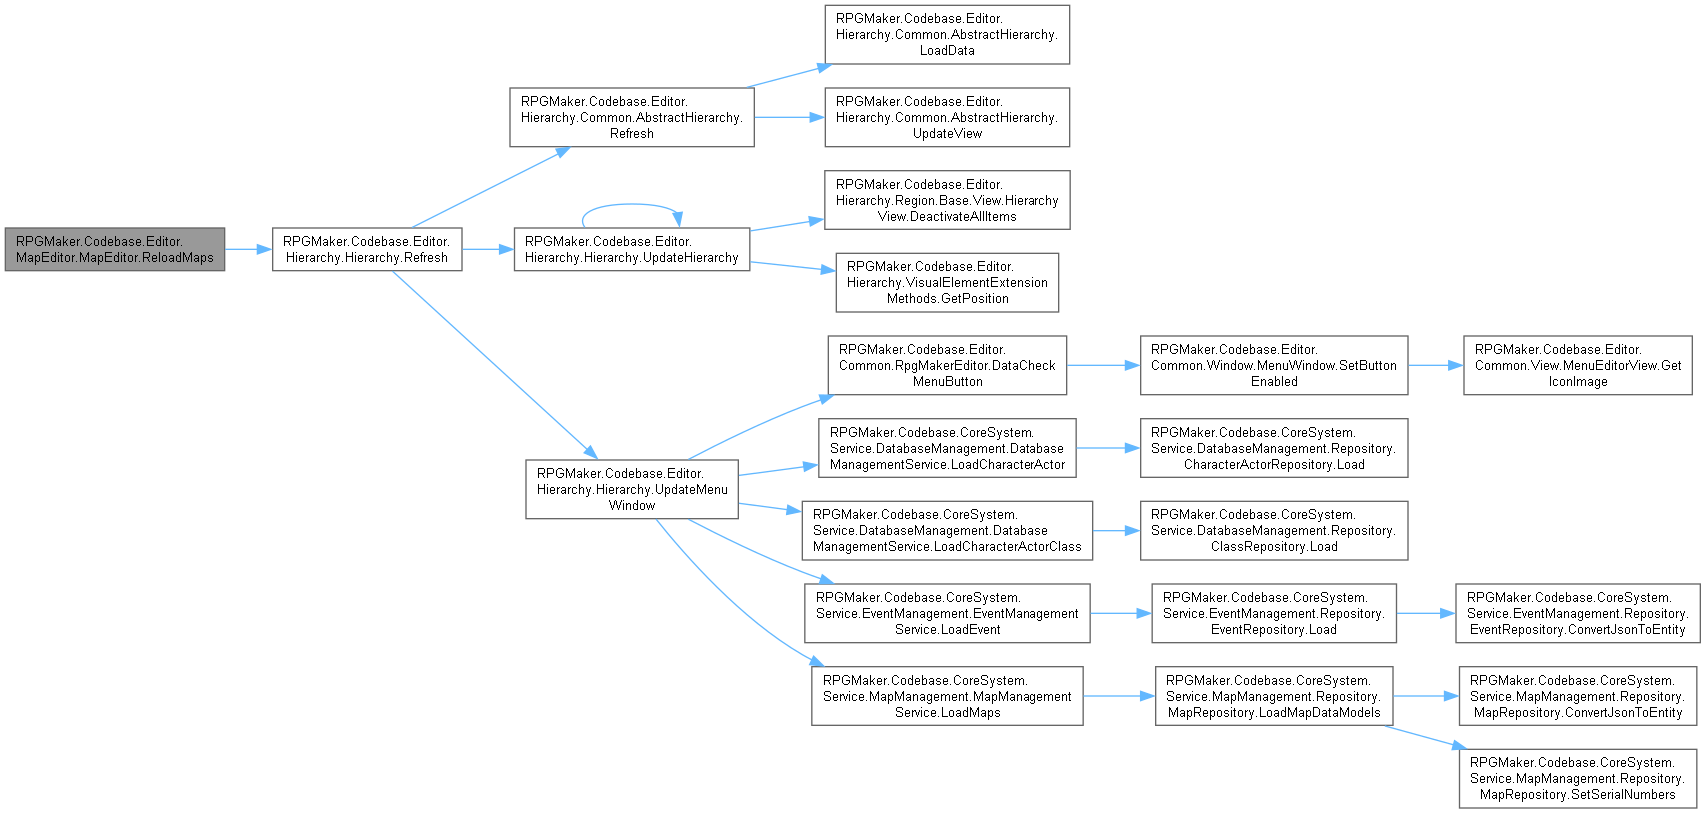 RPGMaker.Codebase.Editor.
MapEditor.MapEditor.ReloadMaps
RPGMaker.Codebase.Editor.
Hierarchy.Hierarchy.Refresh
RPGMaker.Codebase.Editor.
Hierarchy.Common.AbstractHierarchy.
Refresh
RPGMaker.Codebase.Editor.
Hierarchy.Common.AbstractHierarchy.
LoadData
RPGMaker.Codebase.Editor.
Hierarchy.Common.AbstractHierarchy.
UpdateView
RPGMaker.Codebase.Editor.
Hierarchy.Hierarchy.UpdateHierarchy
RPGMaker.Codebase.Editor.
Hierarchy.Region.Base.View.Hierarchy
View.DeactivateAllItems
RPGMaker.Codebase.Editor.
Hierarchy.VisualElementExtension
Methods.GetPosition
RPGMaker.Codebase.Editor.
Hierarchy.Hierarchy.UpdateMenu
Window
RPGMaker.Codebase.Editor.
Common.RpgMakerEditor.DataCheck
MenuButton
RPGMaker.Codebase.Editor.
Common.Window.MenuWindow.SetButton
Enabled
RPGMaker.Codebase.Editor.
Common.View.MenuEditorView.Get
IconImage
RPGMaker.Codebase.CoreSystem.
Service.DatabaseManagement.Database
ManagementService.LoadCharacterActor
RPGMaker.Codebase.CoreSystem.
Service.DatabaseManagement.Repository.
CharacterActorRepository.Load
RPGMaker.Codebase.CoreSystem.
Service.DatabaseManagement.Database
ManagementService.LoadCharacterActorClass
RPGMaker.Codebase.CoreSystem.
Service.DatabaseManagement.Repository.
ClassRepository.Load
RPGMaker.Codebase.CoreSystem.
Service.EventManagement.EventManagement
Service.LoadEvent
RPGMaker.Codebase.CoreSystem.
Service.EventManagement.Repository.
EventRepository.Load
RPGMaker.Codebase.CoreSystem.
Service.EventManagement.Repository.
EventRepository.ConvertJsonToEntity
RPGMaker.Codebase.CoreSystem.
Service.MapManagement.MapManagement
Service.LoadMaps
RPGMaker.Codebase.CoreSystem.
Service.MapManagement.Repository.
MapRepository.LoadMapDataModels
RPGMaker.Codebase.CoreSystem.
Service.MapManagement.Repository.
MapRepository.ConvertJsonToEntity
RPGMaker.Codebase.CoreSystem.
Service.MapManagement.Repository.
MapRepository.SetSerialNumbers